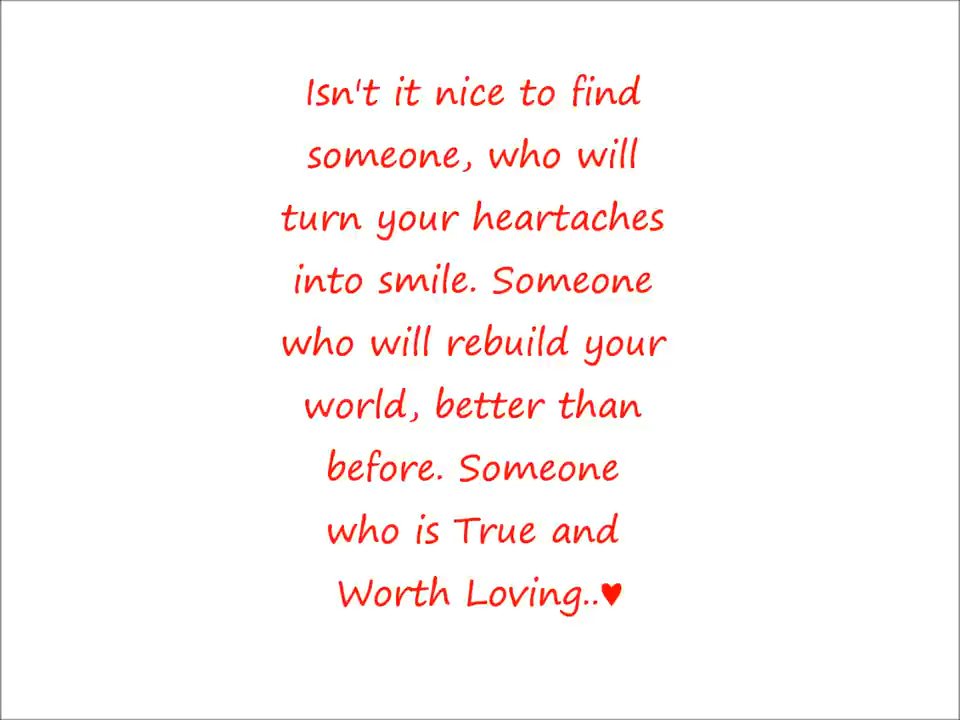 Isn't it nice to find
someone, who will
turn your heartaches
into smile. Someone
who will rebuild your
world, better than
before. Someone
who is True and
Worth Loving..♥